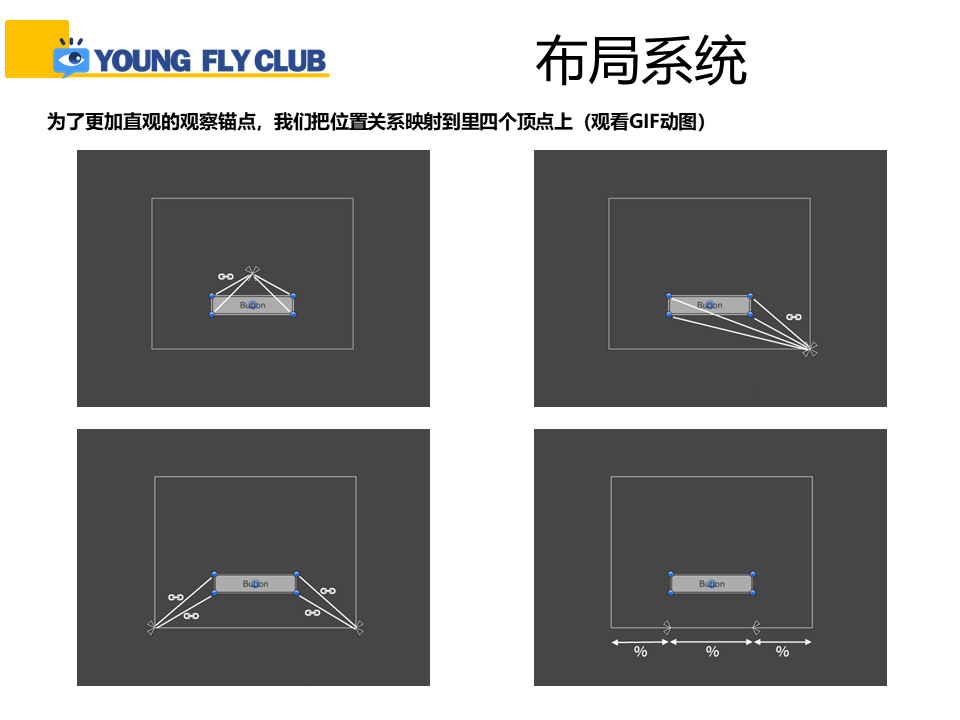 YOUNG FLY CLUB
布局系统
为了更加直观的观察锚点，我们把位置关系映射到里四个顶点上（观看GIF动图）
Button
Button
Button
Button
% % %